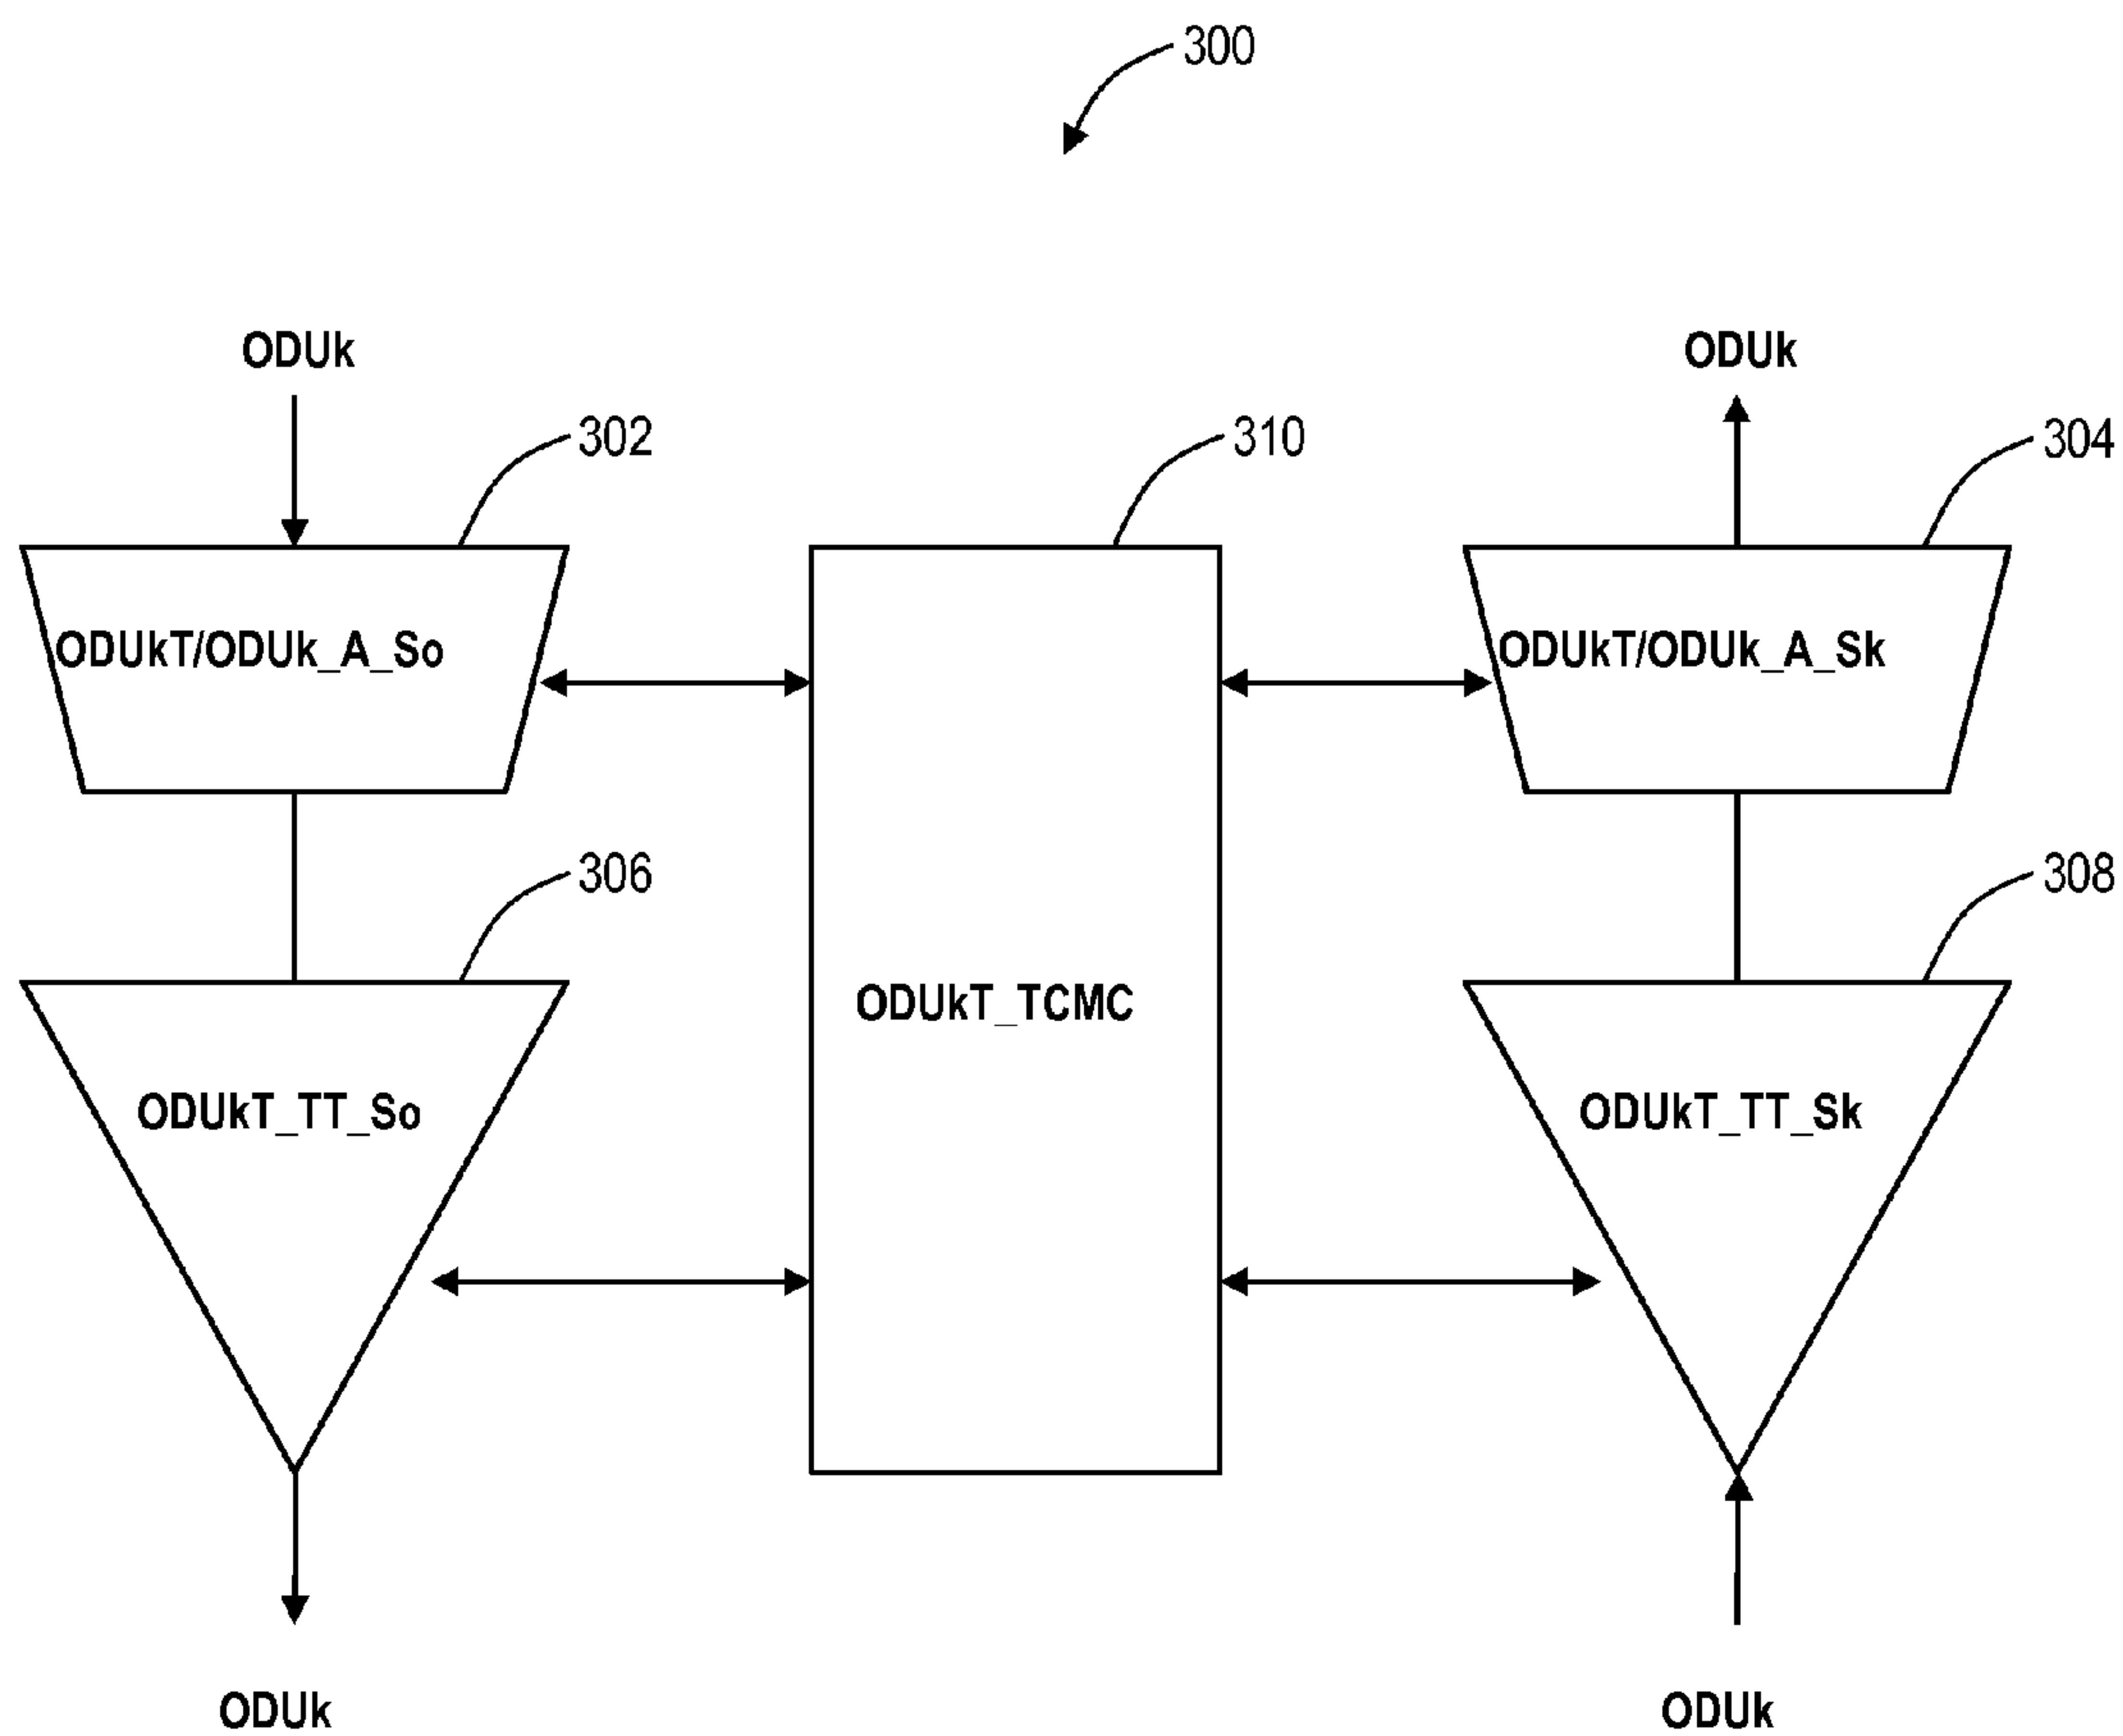 300
ODUk
ODUk
302
310
304
ODUkT/ODUk_A_So
ODUkT/ODUk_A_Sk
306
308
ODUkT_TCMC
ODUkT_TT_So
ODUkT_TT_Sk
ODUk
ODUk